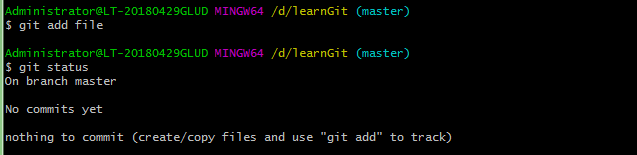 Administrator@LT-20180429GLUD MINGW64 /d/learnGit (master)
$ git add file
Administrator@LT-20180429GLUD MINGW64 /d/learnGit (master)
$ git status
On branch master
No commits yet
nothing to commit (create/copy files and use "git add" to track)